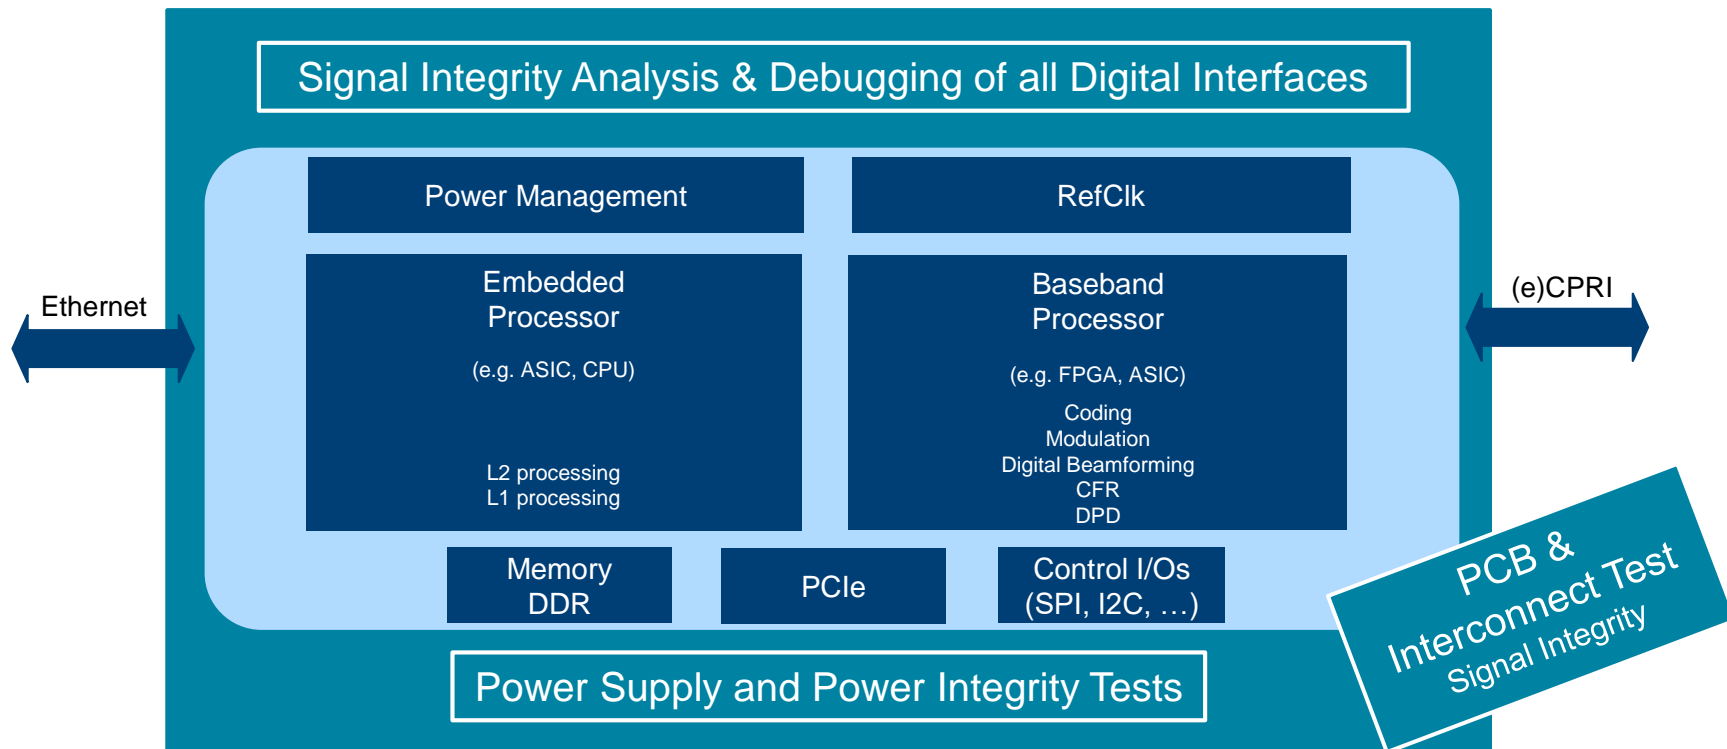 Signal Integrity Analysis & Debugging of all Digital Interfaces
Power Management
RefClk
Ethernet
Embedded
Processor
(e.g. ASIC, CPU)
L2 processing
L1 processing
Baseband
Processor
(e.g. FPGA, ASIC)
Coding
Modulation
Digital Beamforming
CFR
DPD
(e)CPRI
Memory
DDR
PCIe
Control I/Os
(SPI, I2C, …)
PCB &
Interconnect Test
Signal Integrity
Power Supply and Power Integrity Tests